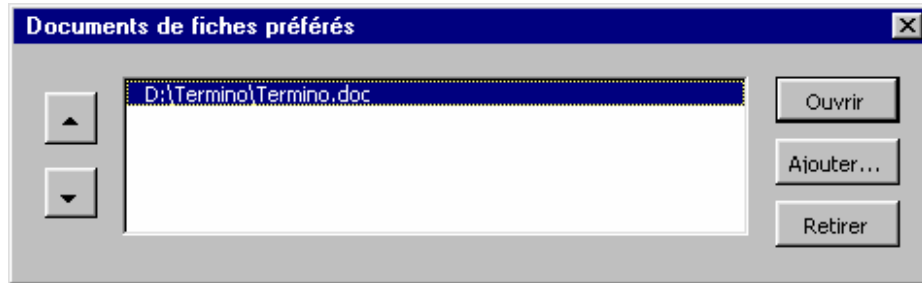 Documents de fiches préférés
D:\Termino\Termino.doc
Ouvrir
Ajouter...
Retirer